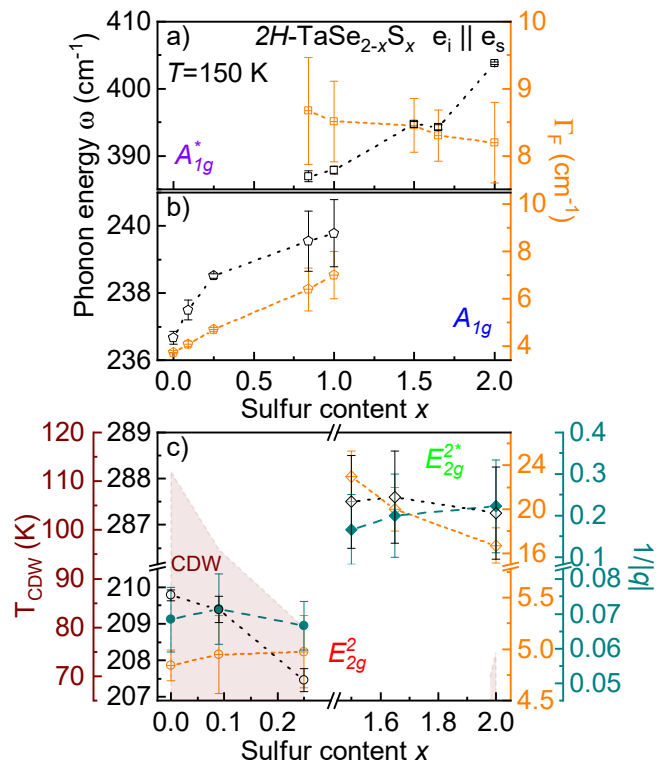 a) 2H-TaSe2-xSx ei || es
T=150 K
A*1g
Phonon energy ω (cm-1)
400
395
390
9
8
ΓF (cm-1)
b)
A1g
240
238
236
10
8
6
4
0.0 0.5 1.0 1.5 2.0
Sulfur content x
c)
E2*2g
CDW
E22g
TCDW (K)
120
110
100
90
80
70
289
288
287
210
209
208
207
24
20
16
5.5
5.0
4.5
0.4
0.3
0.2
0.1
0.08
0.07
0.06
0.05
1/|q|
0.0 0.1 0.2 1.6 1.8 2.0
Sulfur content x